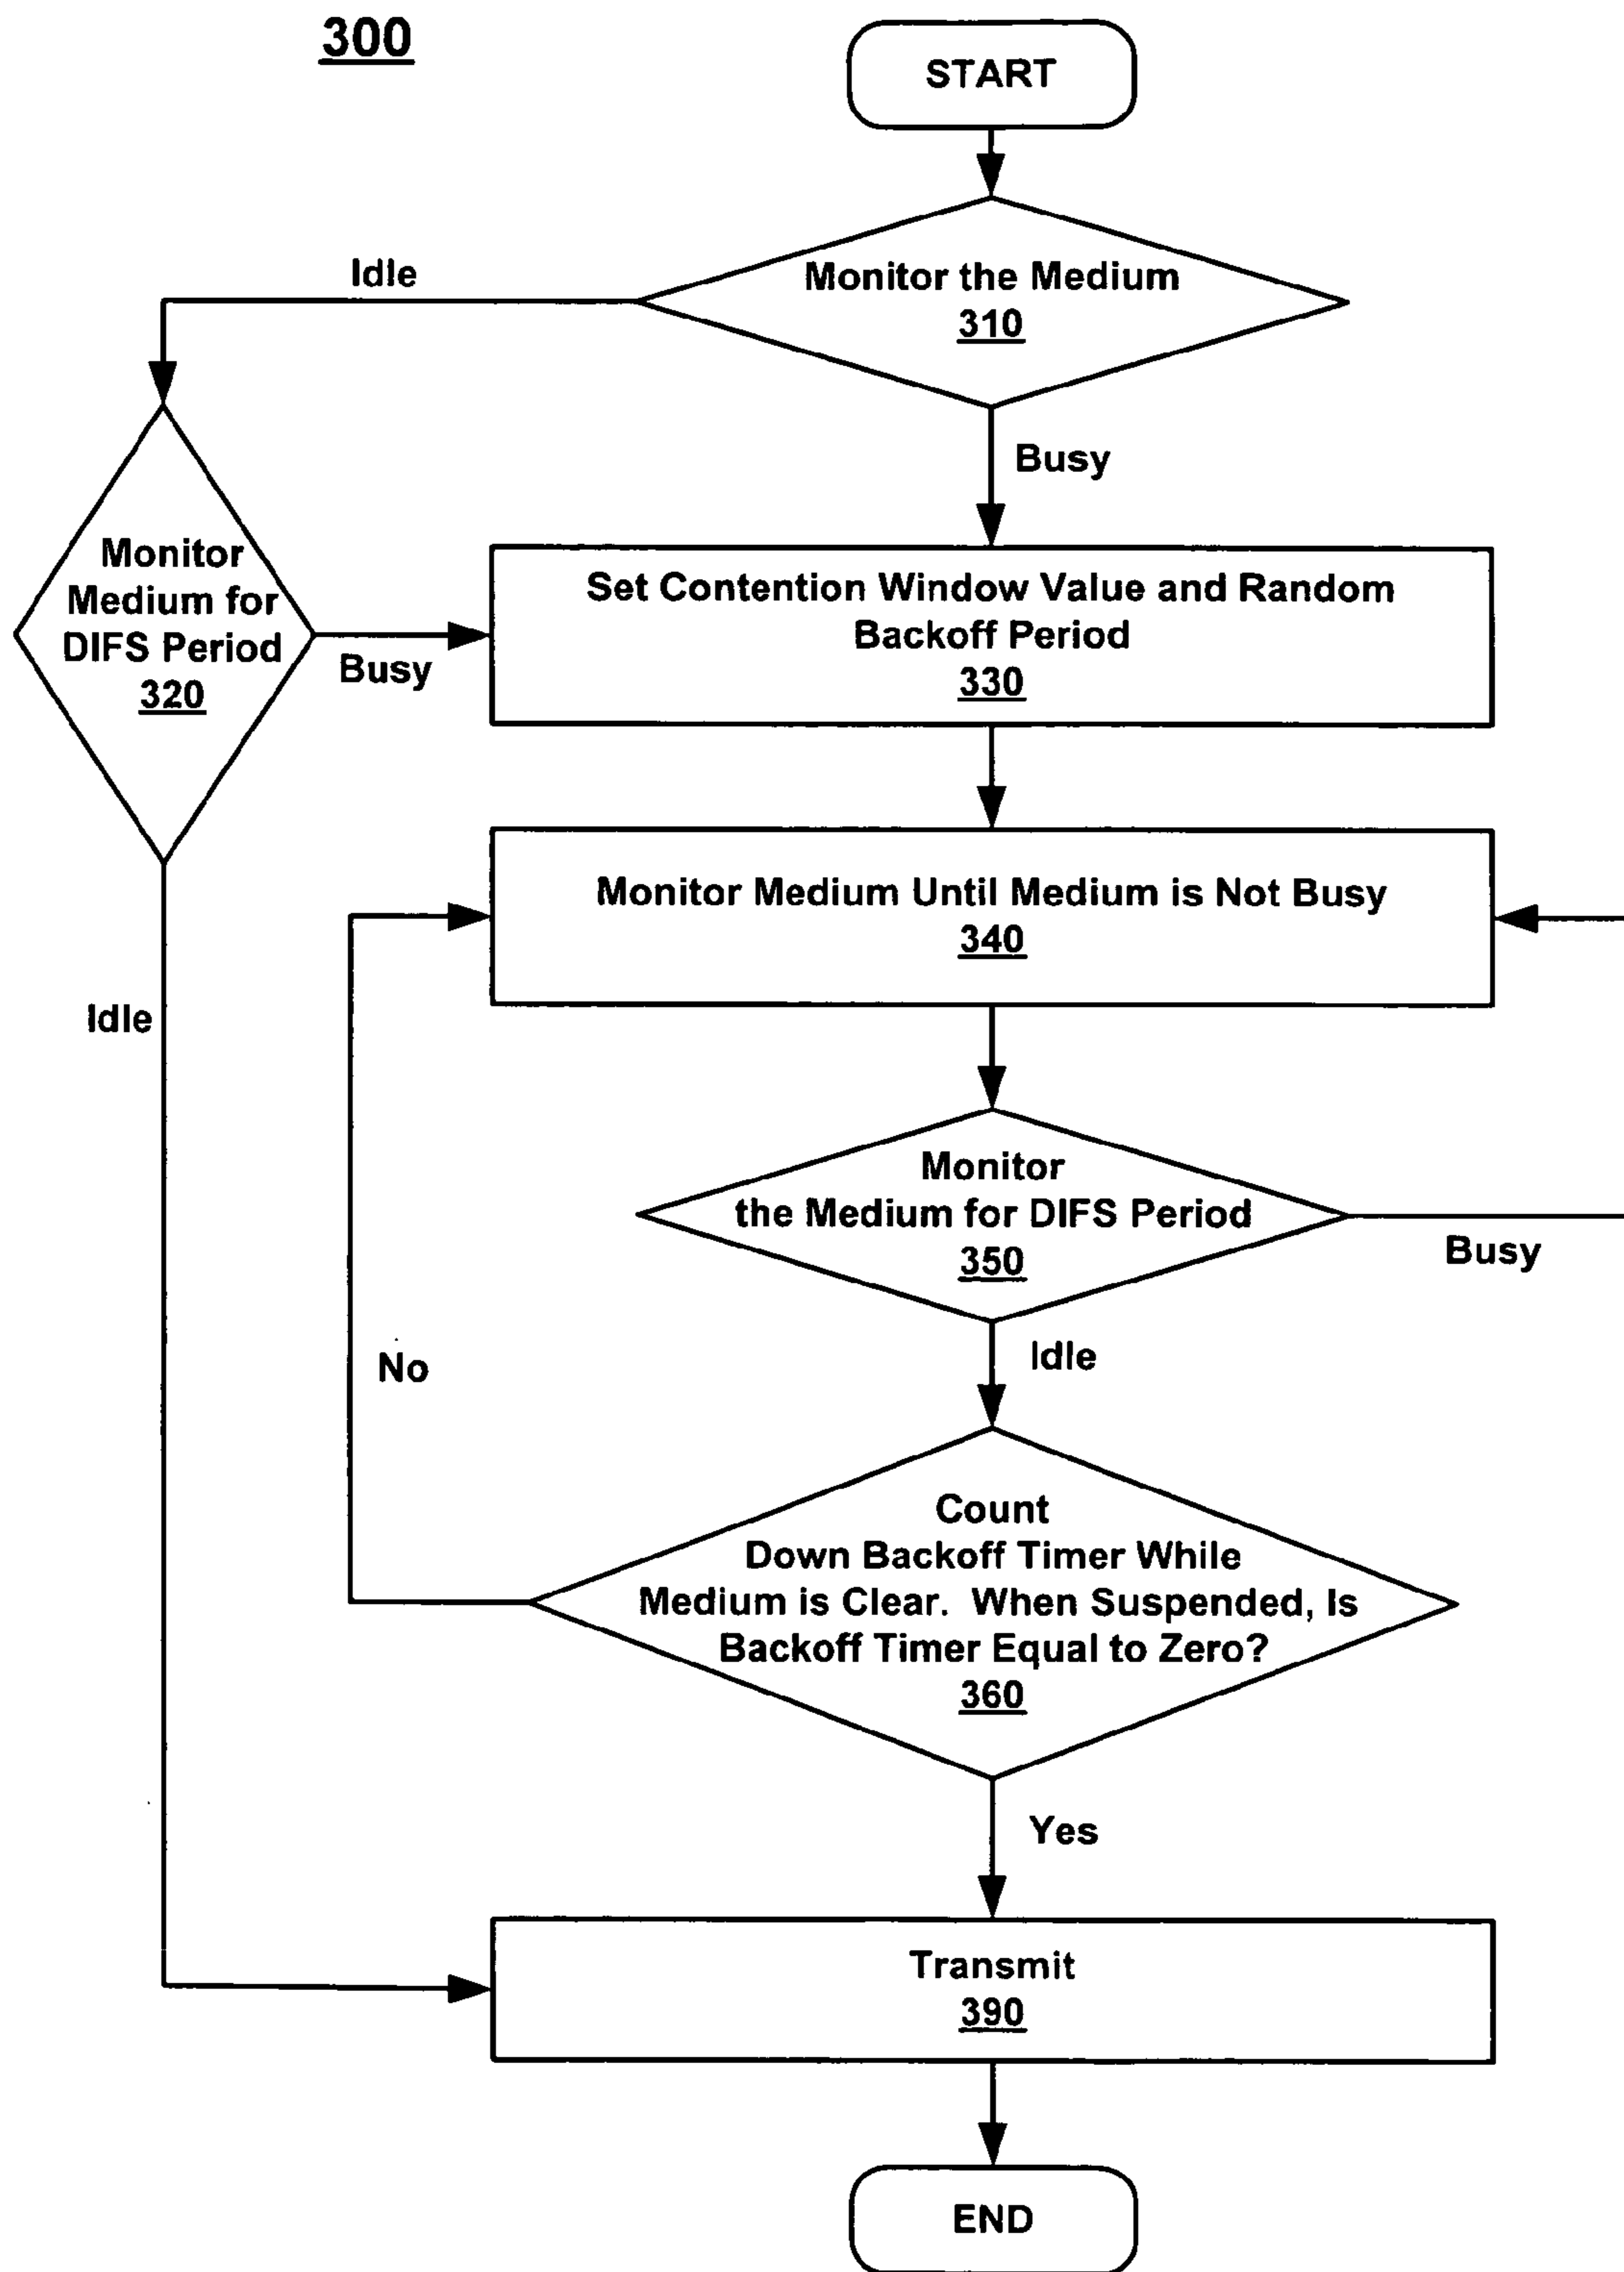 300
START
Idle
Monitor the Medium
310
Busy
Monitor
Medium for
DIFS Period
320
Busy
Set Contention Window Value and Random
Backoff Period
330
Monitor Medium Until Medium is Not Busy
340
Idle
Monitor
the Medium for DIFS Period
350
Busy
Idle
No
Count
Down Backoff Timer While
Medium is Clear. When Suspended, Is
Backoff Timer Equal to Zero?
360
Yes
Transmit
390
END